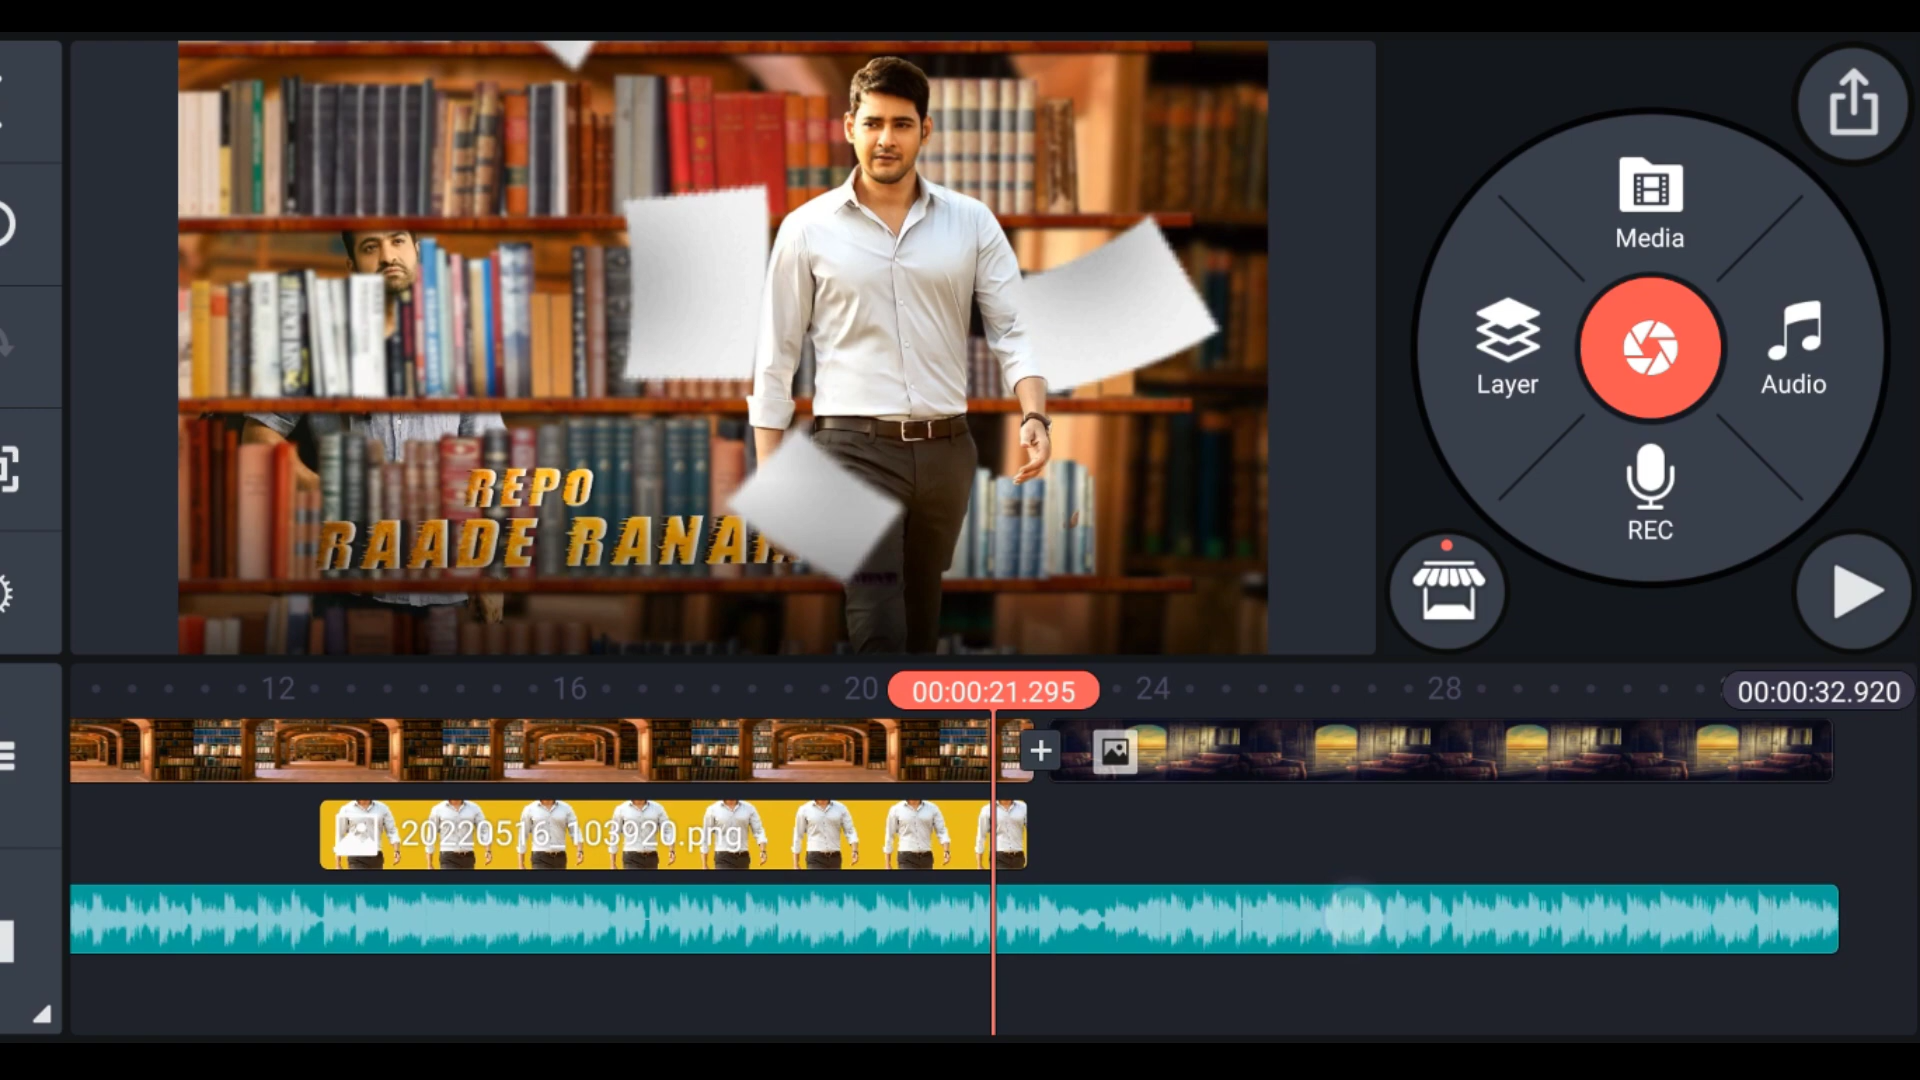 Media
Layer
Audio
REC
REPO
RAADE
12
16
20
00:00:21.295
24
28
00:00:32.920
20220516_103920.png